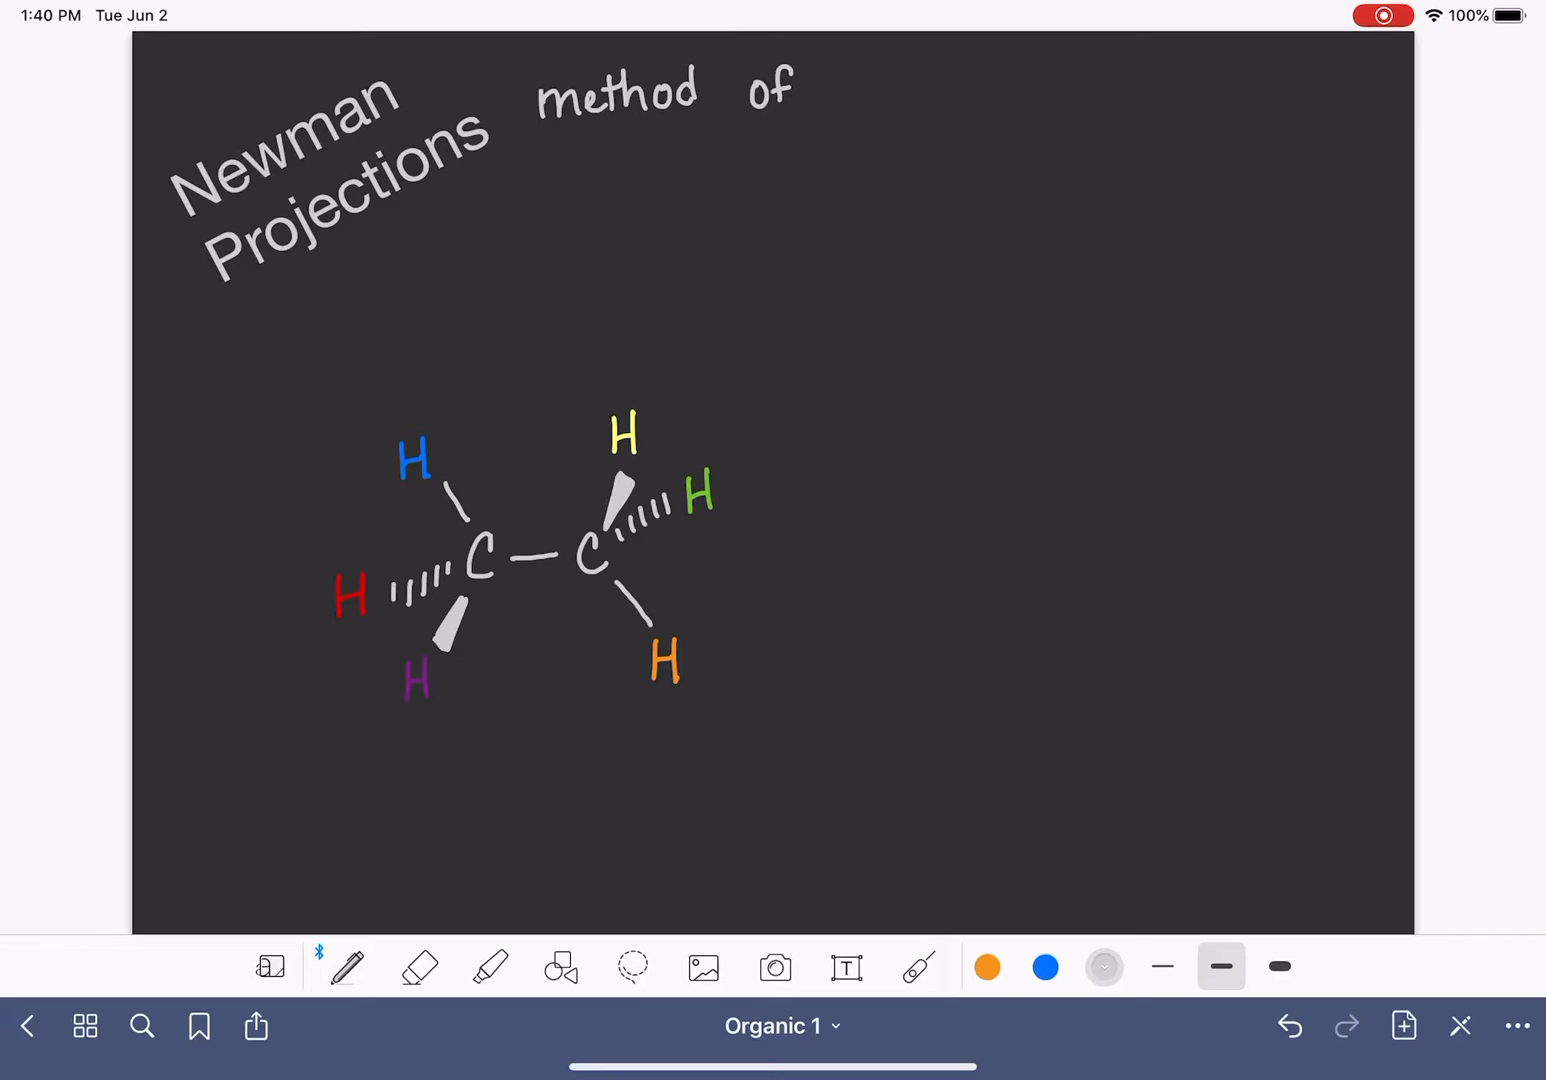 1:40 PM Tue Jun 2
100%
Newman
Projections
method of
H
H
H
H
C
C
H
H
T
Organic 1